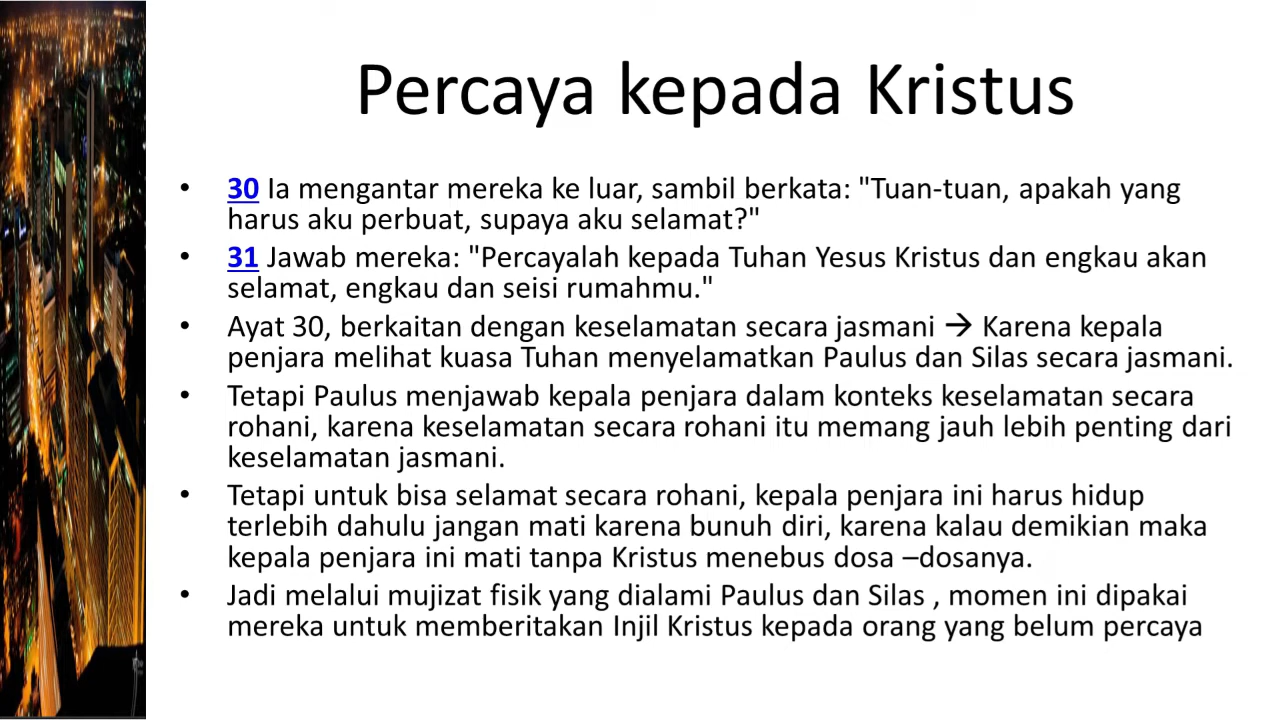 Percaya kepada Kristus
• 30 Ia mengantar mereka ke luar, sambil berkata: "Tuan-tuan, apakah yang
harus aku perbuat, supaya aku selamat?"
• 31 Jawab mereka: "Percayalah kepada Tuhan Yesus Kristus dan engkau akan
selamat, engkau dan seisi rumahmu."
• Ayat 30, berkaitan dengan keselamatan secara jasmani → Karena kepala
penjara melihat kuasa Tuhan menyelamatkan Paulus dan Silas secara jasmani.
• Tetapi Paulus menjawab kepala penjara dalam konteks keselamatan secara
rohani, karena keselamatan secara rohani itu memang jauh lebih penting dari
keselamatan jasmani.
• Tetapi untuk bisa selamat secara rohani, kepala penjara ini harus hidup
terlebih dahulu jangan mati karena bunuh diri, karena kalau demikian maka
kepala penjara ini mati tanpa Kristus menebus dosa –dosanya.
• Jadi melalui mujizat fisik yang dialami Paulus dan Silas , momen ini dipakai
mereka untuk memberitakan Injil Kristus kepada orang yang belum percaya